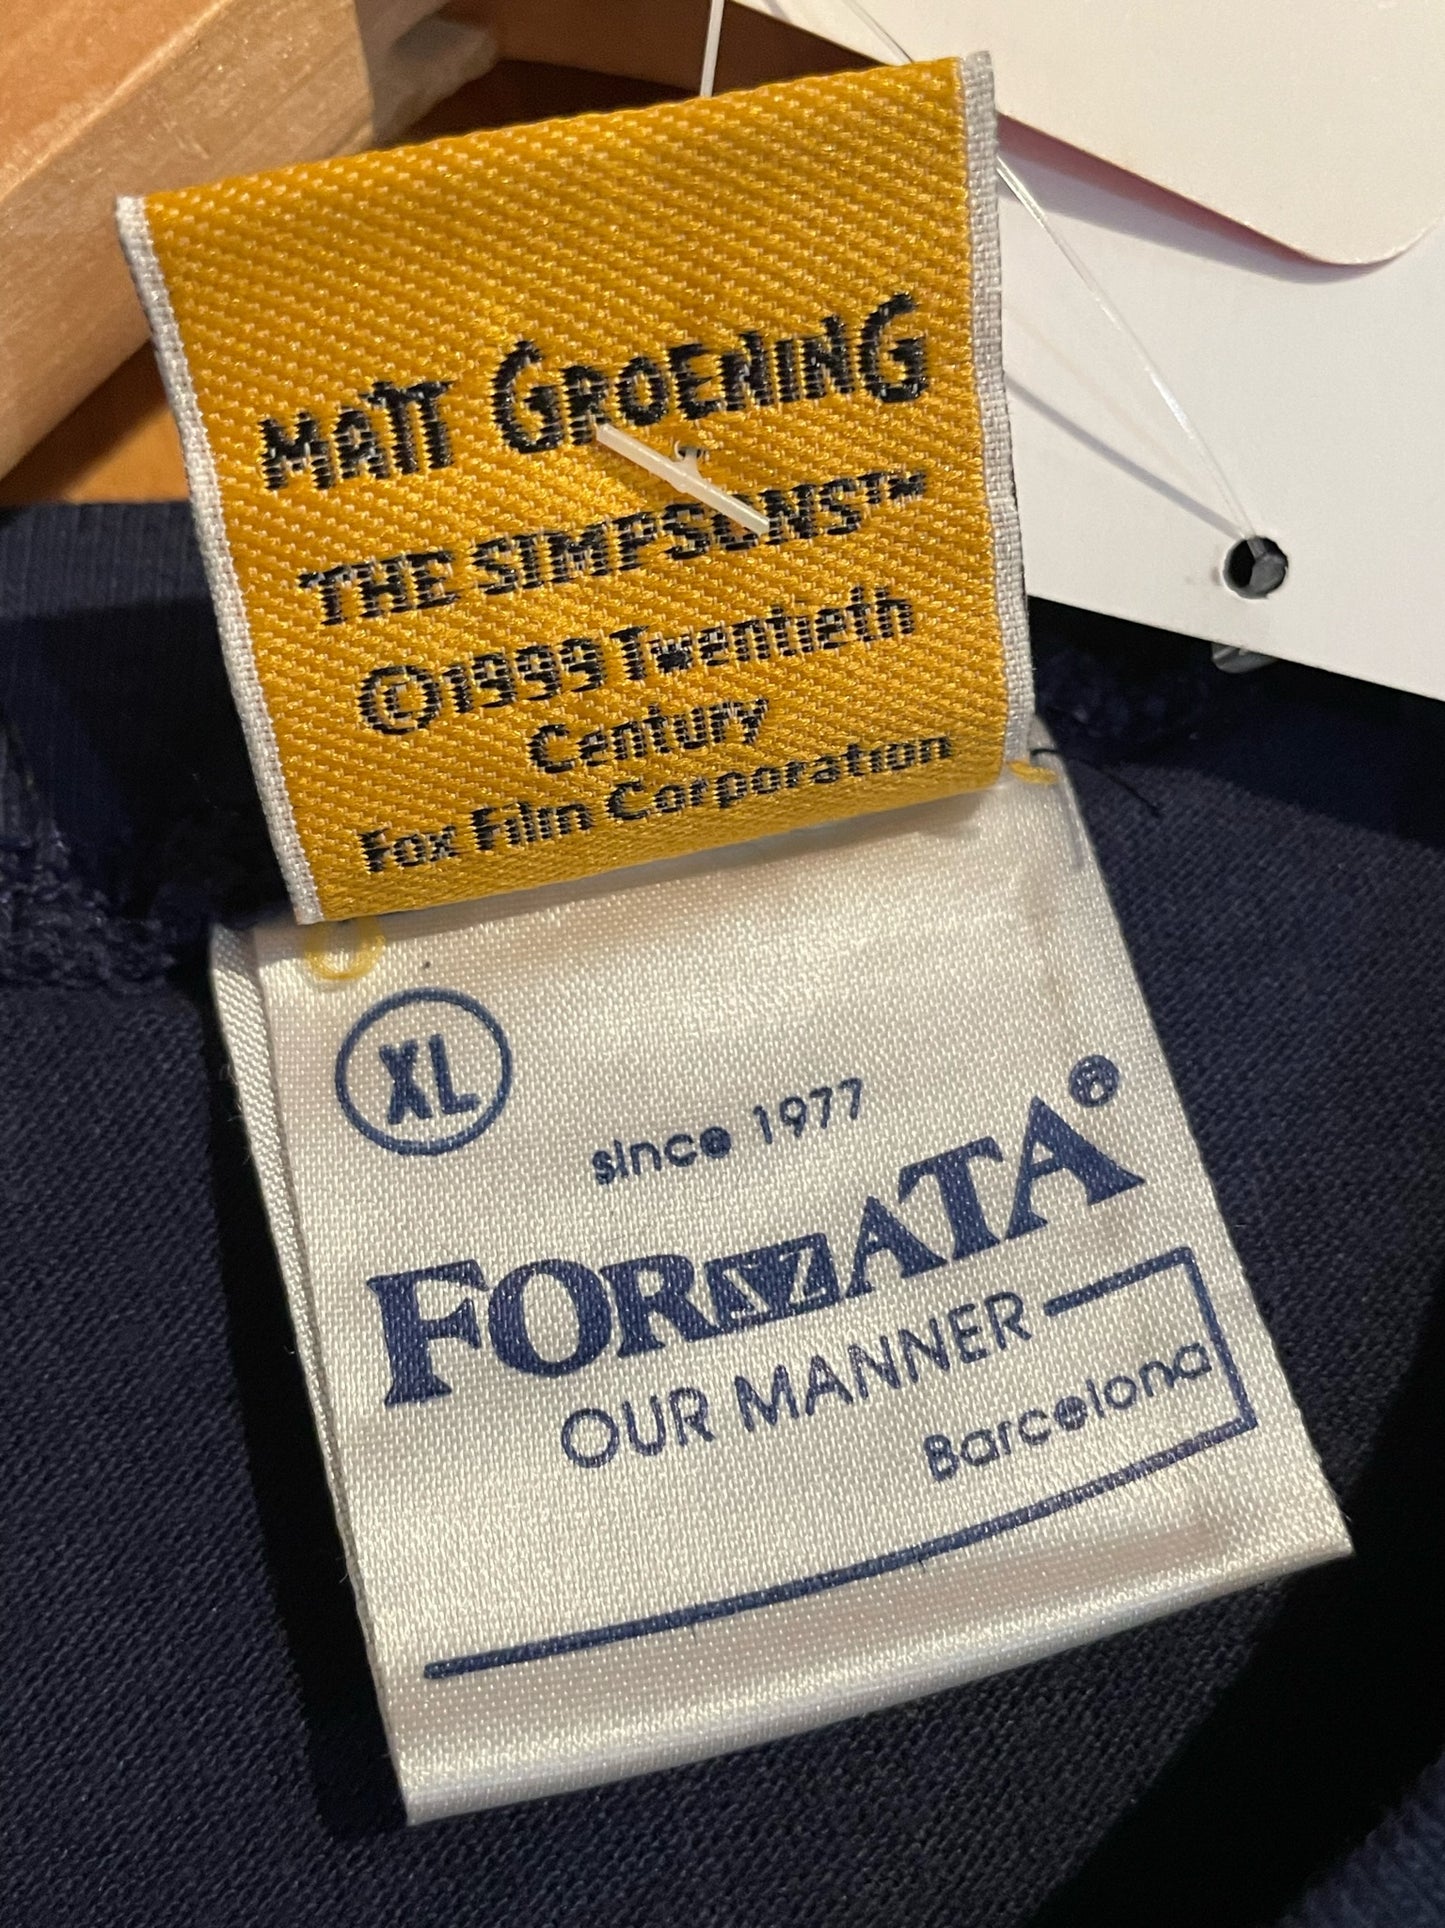 MATT GROENING
THE SIMPSONS™
©1999 Twentieth
Century
Fox Film Corporation
XL
since 1977
FORMATA®
OUR MANNER
Barcelona